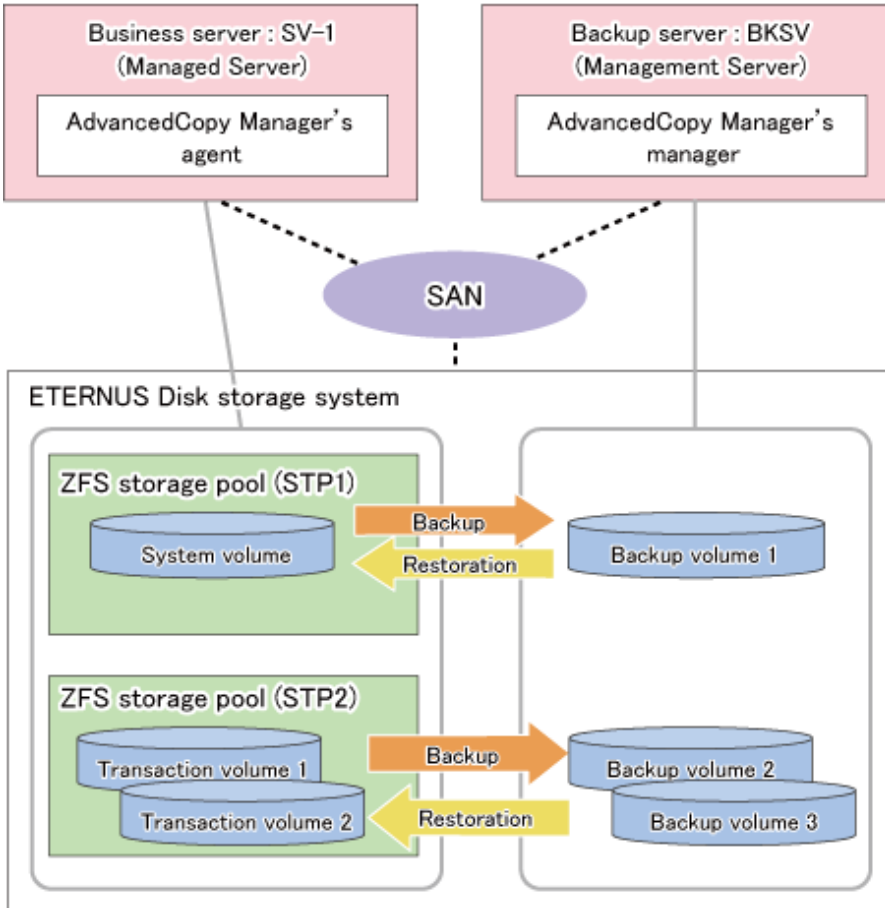 Business server : SV-1
(Managed Server)
AdvancedCopy Manager's
agent
Backup server : BKSV
(Management Server)
AdvancedCopy Manager's
manager
SAN
ETERNUS Disk storage system
ZFS storage pool (STP1)
System volume
Backup
Restoration
Backup volume 1
ZFS storage pool (STP2)
Transaction volume 1
Transaction volume 2
Backup
Restoration
Backup volume 2
Backup volume 3